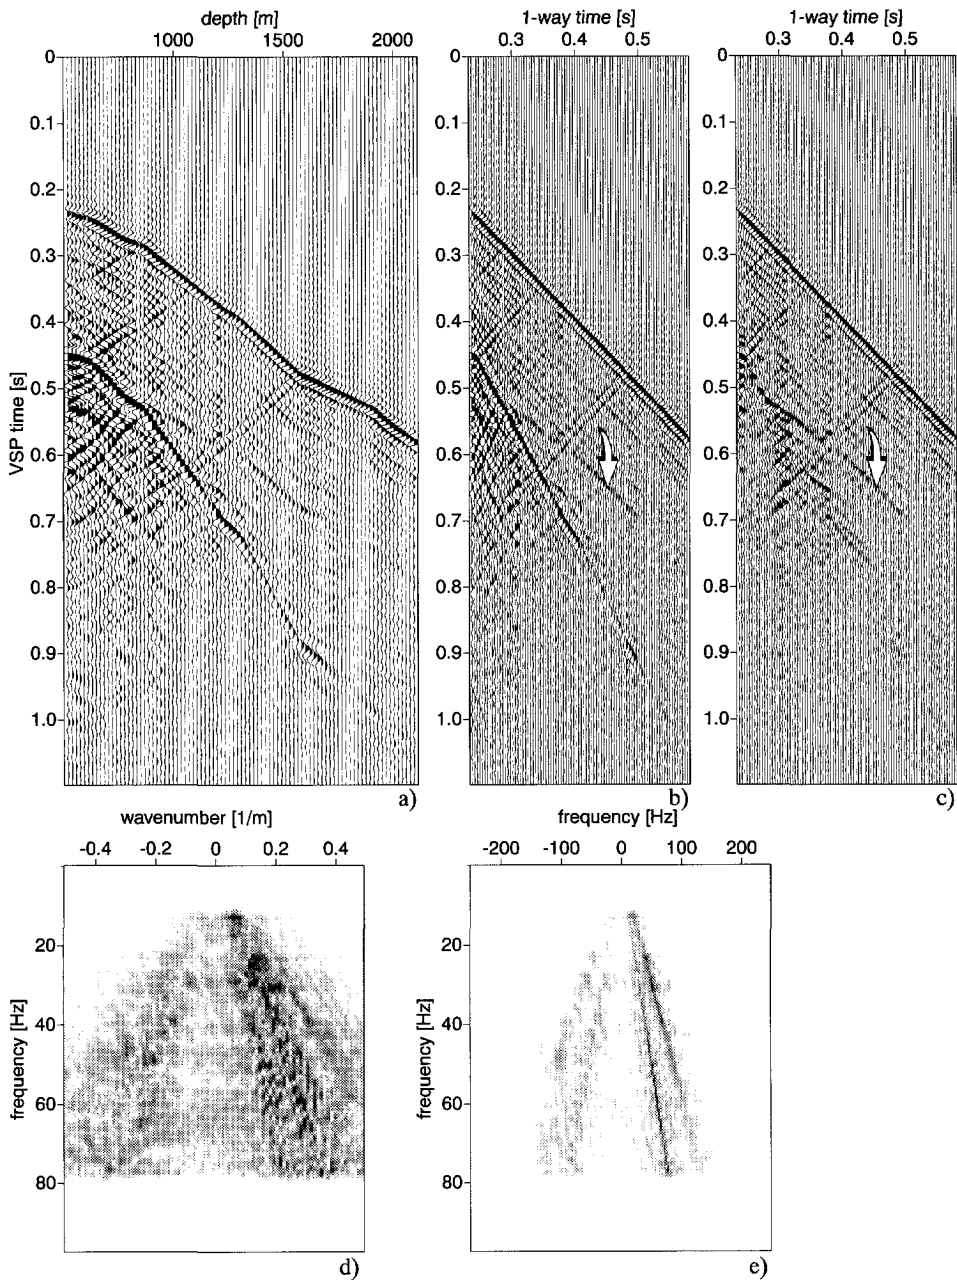 depth [m]
1-way time [s]
1-way time [s]
1000 1500 2000
0.3 0.4 0.5
0.3 0.4 0.5
0
0.1
0.2
0.3
0.4
0.5
0.6
0.7
0.8
0.9
1.0
VSP time [s]
a)
0
0.1
0.2
0.3
0.4
0.5
0.6
0.7
0.8
0.9
1.0
b)
0
0.1
0.2
0.3
0.4
0.5
0.6
0.7
0.8
0.9
1.0
c)
wavenumber [1/m]
-0.4 -0.2 0 0.2 0.4
20
40
60
80
frequency [Hz]
d)
frequency [Hz]
-200 -100 0 100 200
20
40
60
80
frequency [Hz]
e)